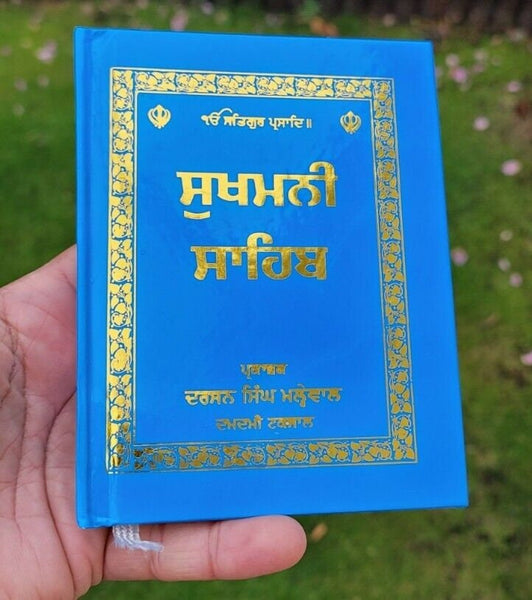 ੴ ਸਤਿਗੁਰ ਪ੍ਰਸਾਦਿ॥
ਸੁਖਮਨੀ
ਸਾਹਿਬ
ਪ੍ਰਕਾਸ਼ਕ
ਦਰਸ਼ਨ ਸਿੰਘ ਮਲ੍ਹੇਵਾਲ
ਦਮਦਮੀ ਟਕਸਾਲ